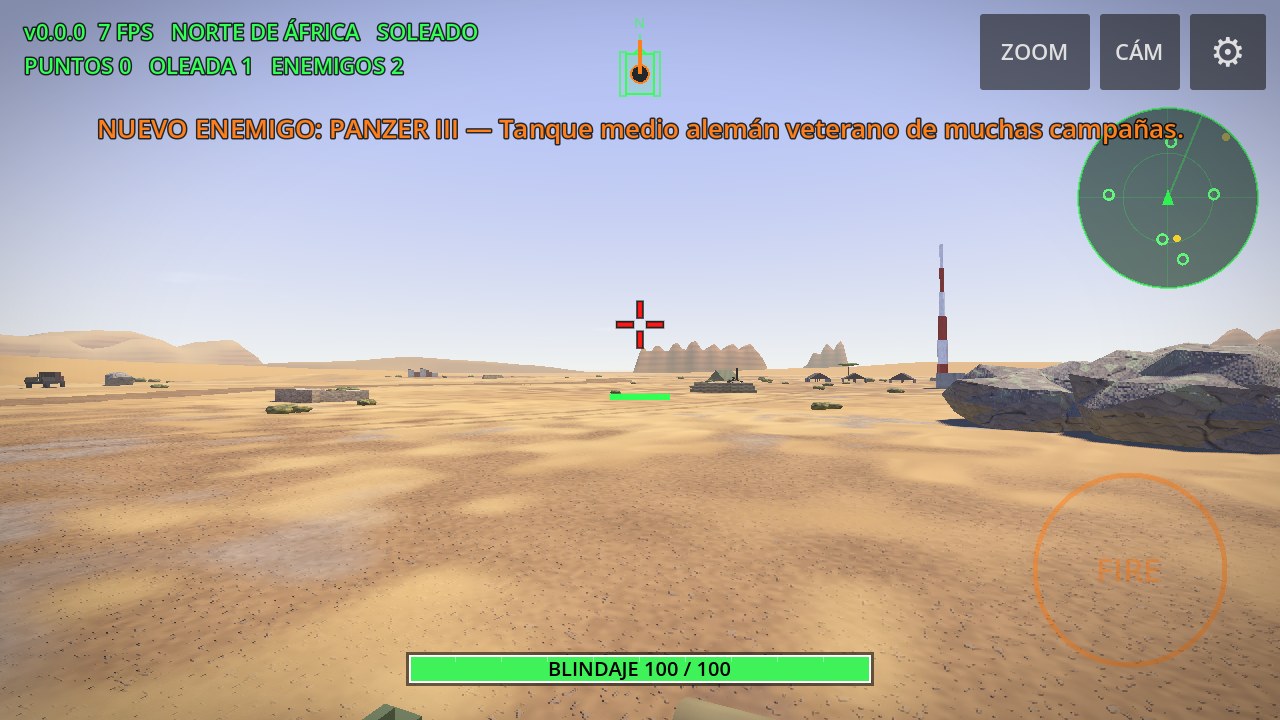 v0.0.0 7 FPS NORTE DE ÁFRICA SOLEADO
PUNTOS 0 OLEADA 1 ENEMIGOS 2
N
ZOOM
CÁM
NUEVO ENEMIGO: PANZER III — Tanque medio alemán veterano de muchas campañas.
FIRE
BLINDAJE 100 / 100